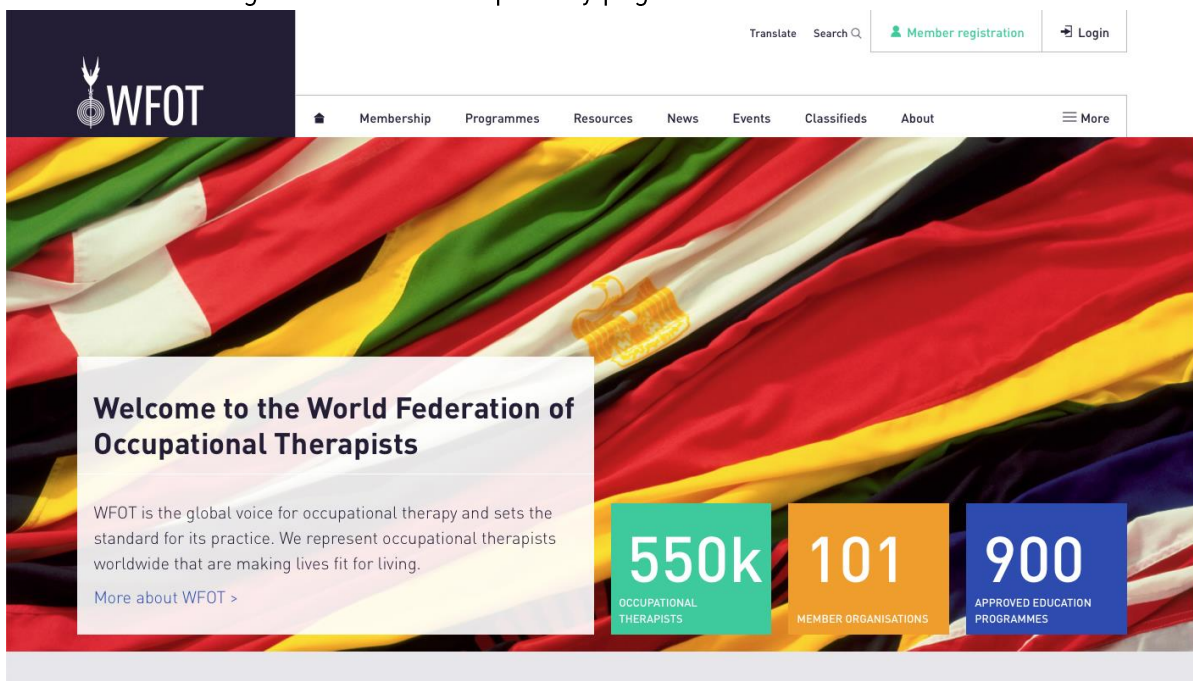 Translate Search Member registration Login
WFOT
Membership Programmes Resources News Events Classifieds About More
Welcome to the World Federation of
Occupational Therapists
WFOT is the global voice for occupational therapy and sets the
standard for its practice. We represent occupational therapists
worldwide that are making lives fit for living.
More about WFOT >
550k
OCCUPATIONAL
THERAPISTS
101
MEMBER ORGANISATIONS
900
APPROVED EDUCATION
PROGRAMMES